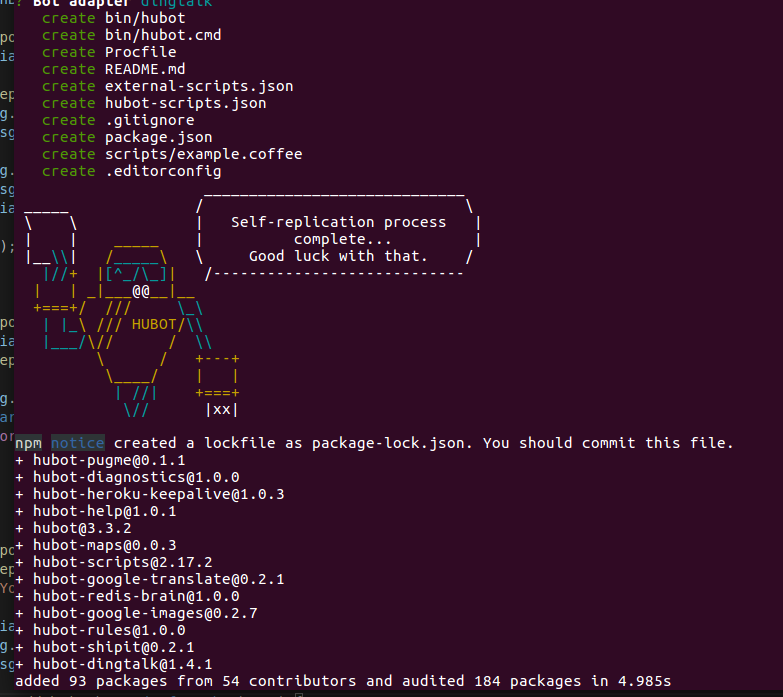 ? Bot adapter dingtalk
create bin/hubot
create bin/hubot.cmd
create Procfile
create README.md
create external-scripts.json
create hubot-scripts.json
create .gitignore
create package.json
create scripts/example.coffee
create .editorconfig
Self-replication process
complete...
Good luck with that.
HUBOT
npm notice created a lockfile as package-lock.json. You should commit this file.
+ hubot-pugme@0.1.1
+ hubot-diagnostics@1.0.0
+ hubot-heroku-keepalive@1.0.3
+ hubot-help@1.0.1
+ hubot@3.3.2
+ hubot-maps@0.0.3
+ hubot-scripts@2.17.2
+ hubot-google-translate@0.2.1
+ hubot-redis-brain@1.0.0
+ hubot-google-images@0.2.7
+ hubot-rules@1.0.0
+ hubot-shipit@0.2.1
+ hubot-dingtalk@1.4.1
added 93 packages from 54 contributors and audited 184 packages in 4.985s